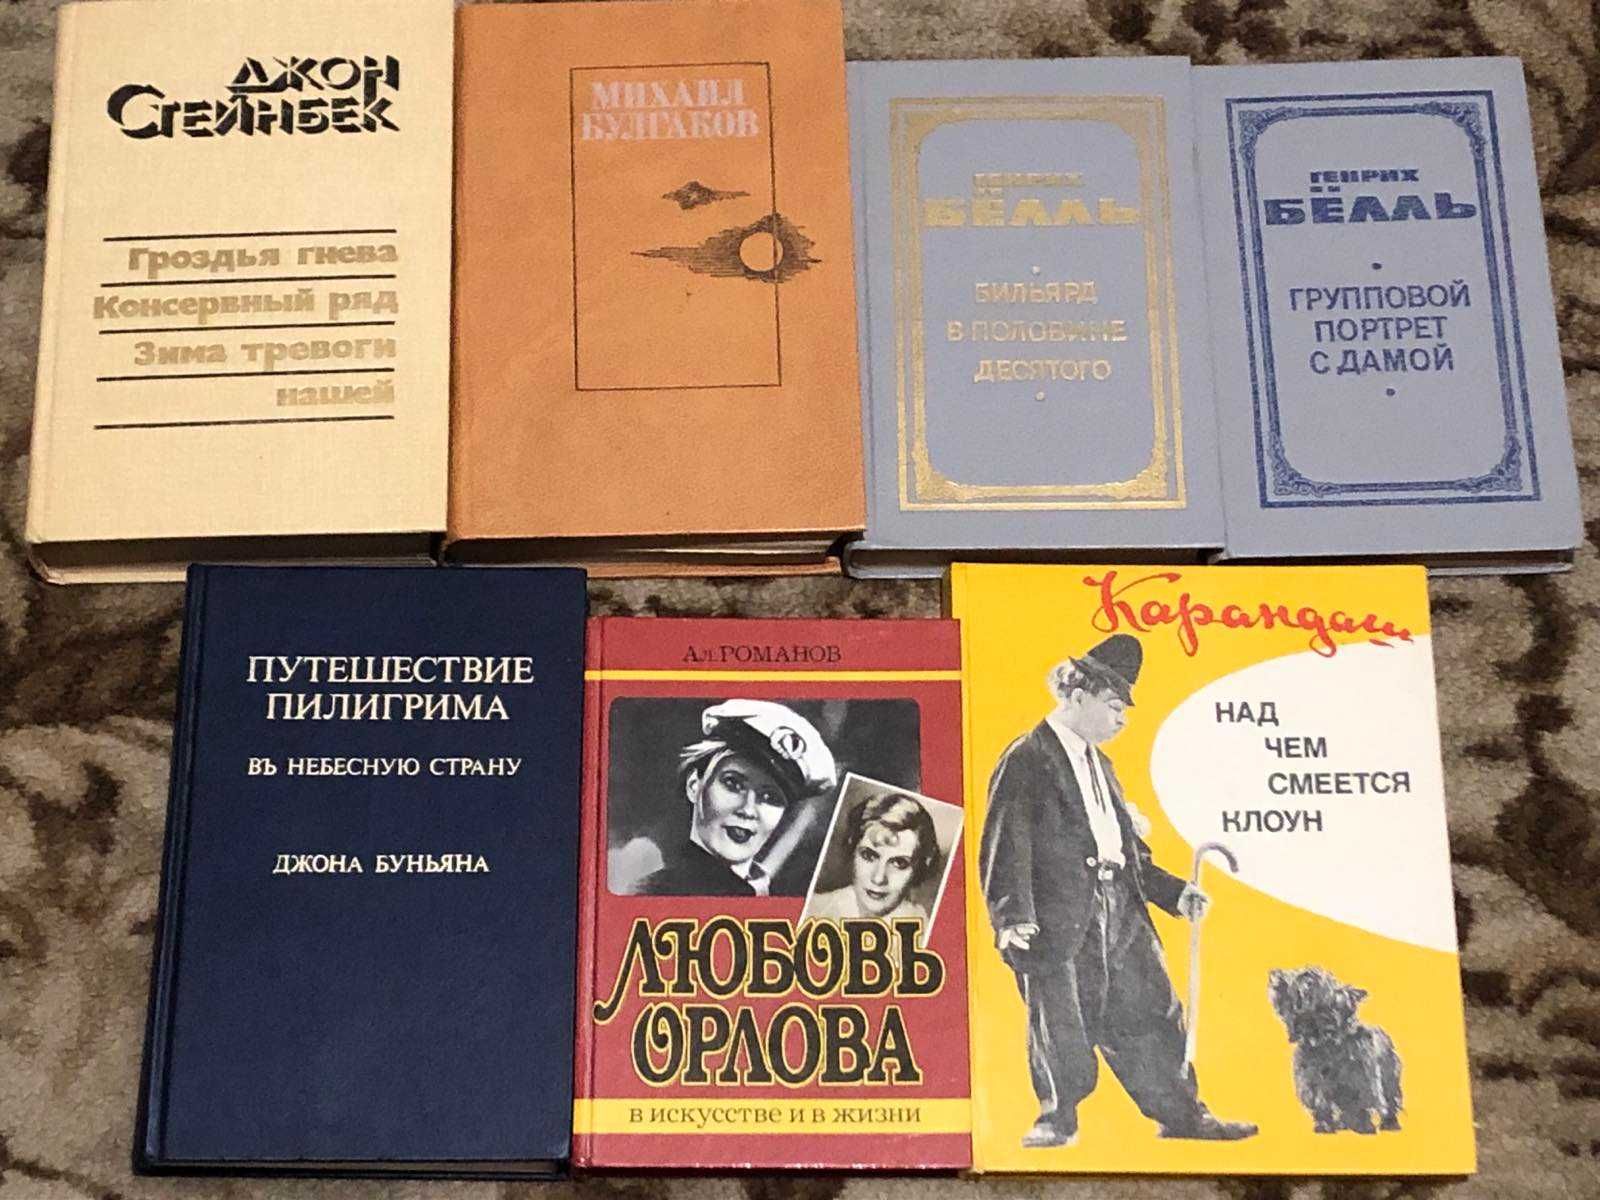 ДЖОН
СТЕЙНБЕК
Гроздья гнева
Консервный ряд
Зима тревоги
нашей
МИХАИЛ
БУЛГАКОВ
ГЕНРИХ
БЁЛЛЬ
БИЛЬЯРД
В ПОЛОВИНЕ
ДЕСЯТОГО
ГЕНРИХ
БЁЛЛЬ
ГРУППОВОЙ
ПОРТРЕТ
С ДАМОЙ
ПУТЕШЕСТВИЕ
ПИЛИГРИМА
ВЪ НЕБЕСНУЮ СТРАНУ
ДЖОНА БУНЬЯНА
Ал. РОМАНОВ
ЛЮБОВЬ
ОРЛОВА
В ИСКУССТВЕ И В ЖИЗНИ
Карандаш
НАД
ЧЕМ
СМЕЕТСЯ
КЛОУН